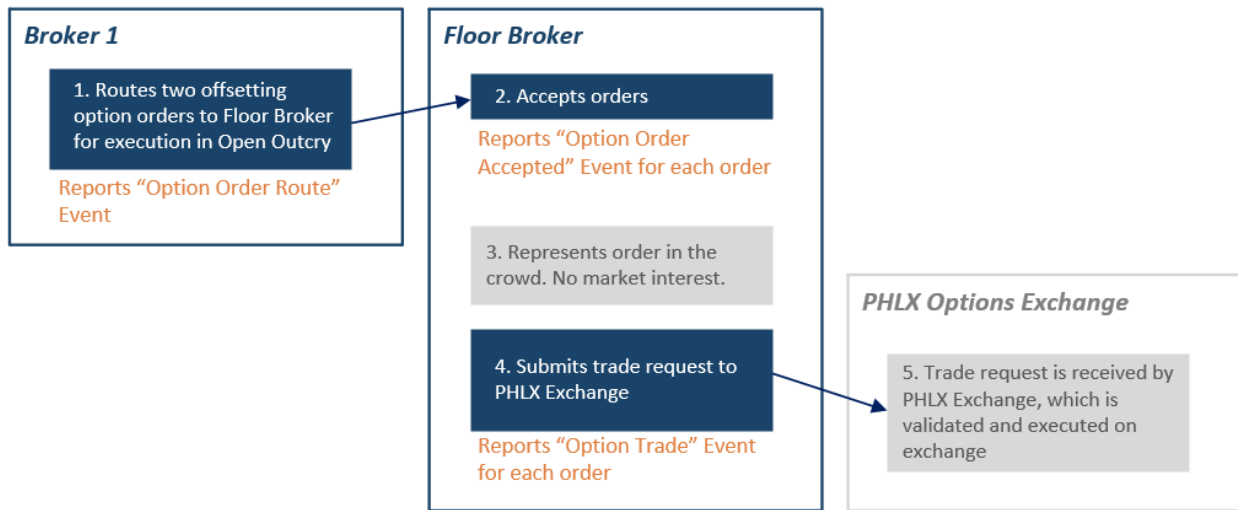 Broker 1
1. Routes two offsetting
option orders to Floor Broker
for execution in Open Outcry
Reports “Option Order Route”
Event
Floor Broker
2. Accepts orders
Reports “Option Order
Accepted” Event for each order
3. Represents order in the
crowd. No market interest.
4. Submits trade request to
PHLX Exchange
Reports “Option Trade” Event
for each order
PHLX Options Exchange
5. Trade request is received by
PHLX Exchange, which is
validated and executed on
exchange